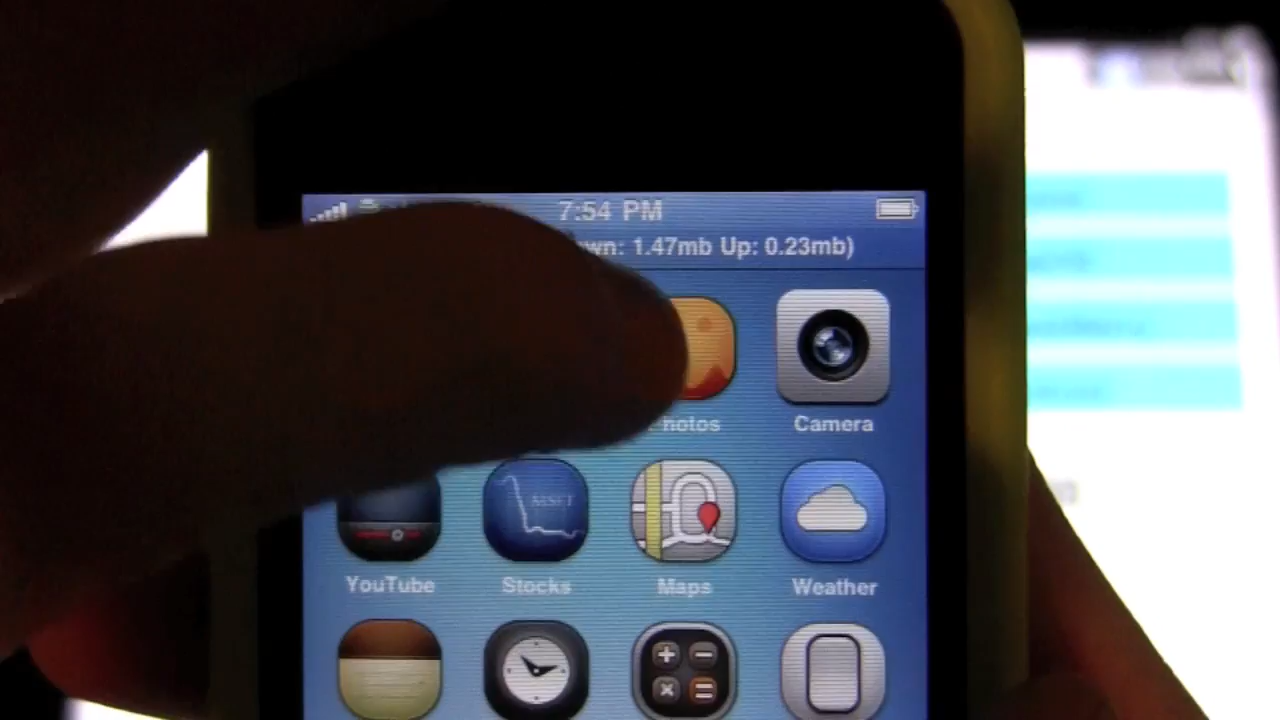 7:54 PM
wn: 1.47mb Up: 0.23mb)
hotos
Camera
YouTube
Stocks
Maps
Weather